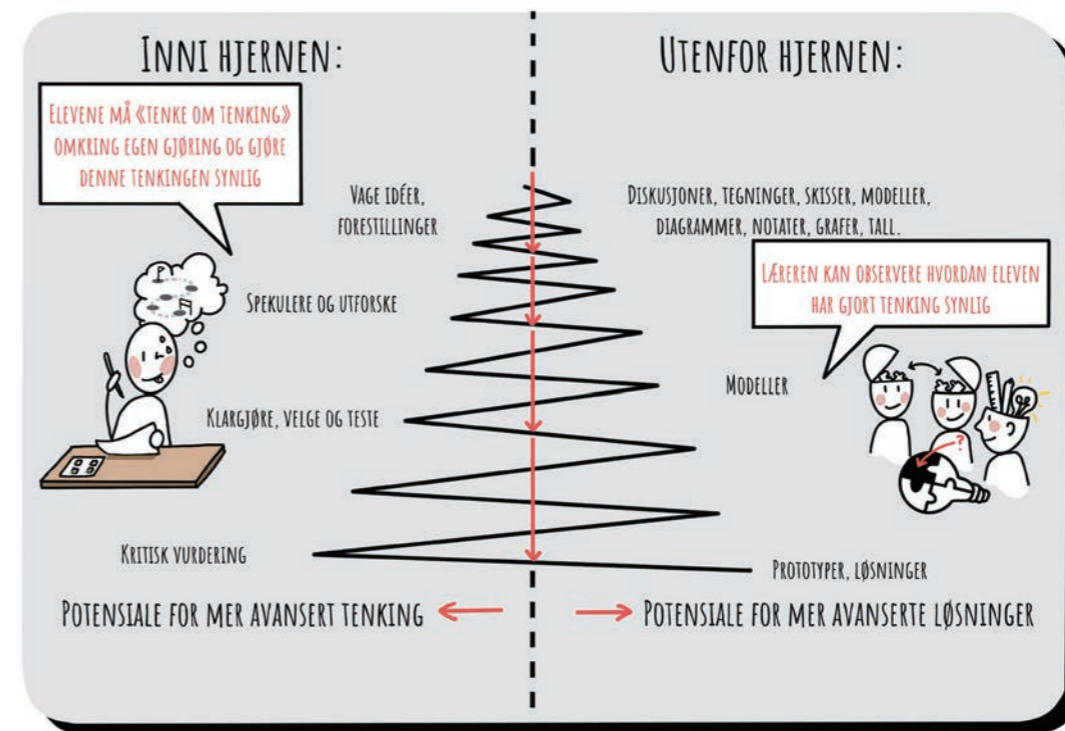 INNI HJERNEN:
ELEVENE MÅ «TENKE OM TENKING»
OMKRING EGEN GJØRING OG GJØRE
DENNE TENKINGEN SYNLIG
VAGE IDÉER,
FORESTILLINGER
SPEKULERE OG UTFORSKE
KLARGJØRE, VELGE OG TESTE
KRITISK VURDERING
POTENSIALE FOR MER AVANSERT TENKING
UTENFOR HJERNEN:
DISKUSJONER, TEGNINGER, SKISSER, MODELLER,
DIAGRAMMER, NOTATER, GRAFER, TALL.
LÆREREN KAN OBSERVERE HVORDAN ELEVEN
HAR GJORT TENKING SYNLIG
MODELLER
?
PROTOTYPER, LØSNINGER
POTENSIALE FOR MER AVANSERTE LØSNINGER